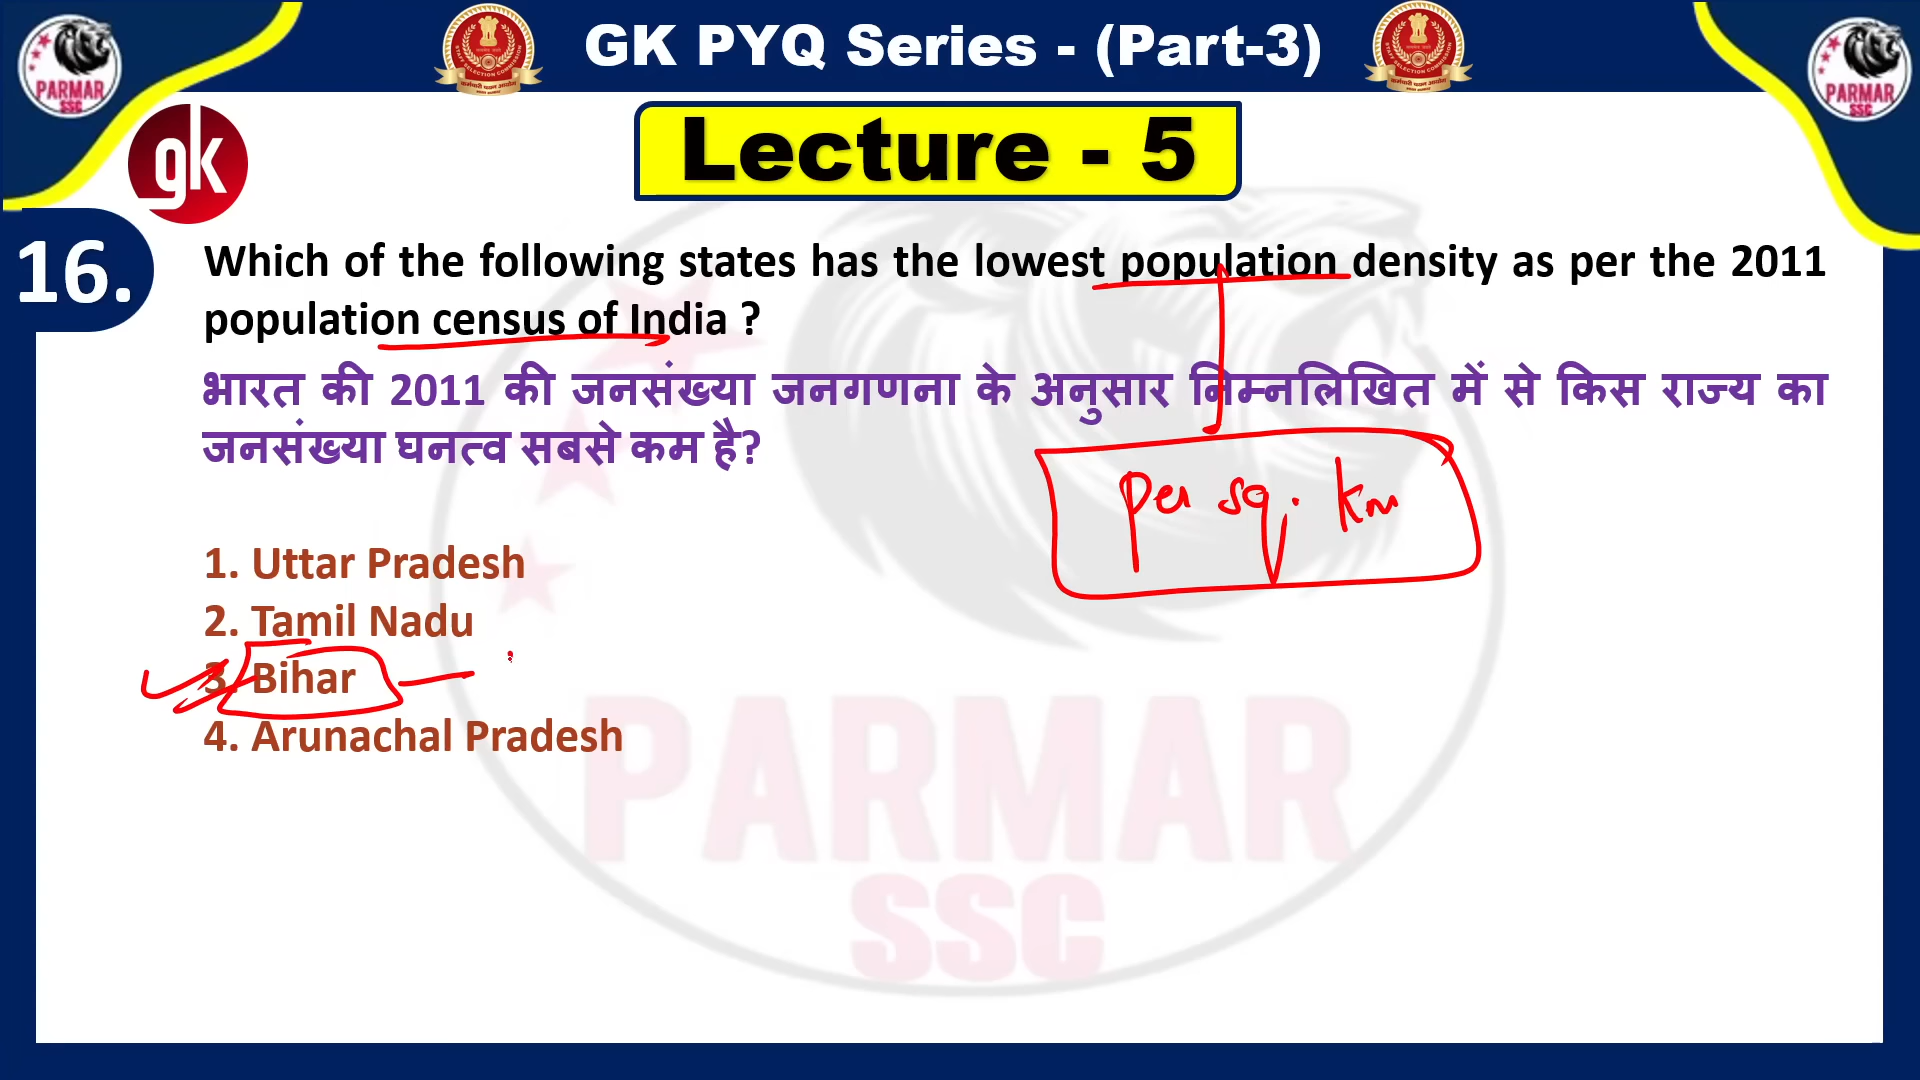 GK PYQ Series - (Part-3)
PARMAR
SSC
PARMAR
SSC
gk
Lecture - 5
16.
Which of the following states has the lowest population density as per the 2011
population census of India ?
भारत की 2011 की जनसंख्या जनगणना के अनुसार निम्नलिखित में से किस राज्य का
जनसंख्या घनत्व सबसे कम है?
per sq. km
1. Uttar Pradesh
2. Tamil Nadu
3. Bihar
4. Arunachal Pradesh
PARMAR
SSC